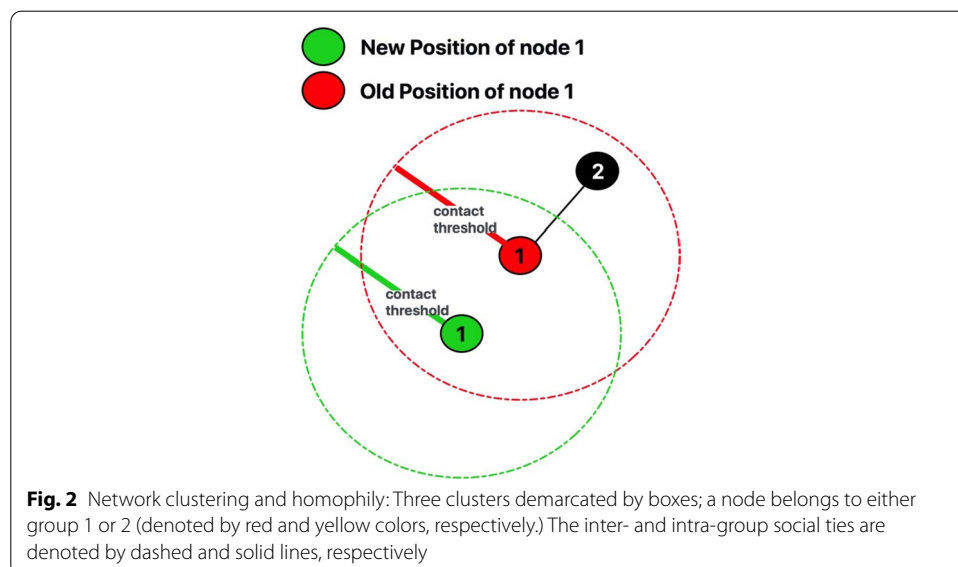 New Position of node 1
Old Position of node 1
2
contact
threshold
1
contact
threshold
1
Fig. 2 Network clustering and homophily: Three clusters demarcated by boxes; a node belongs to either
group 1 or 2 (denoted by red and yellow colors, respectively.) The inter- and intra-group social ties are
denoted by dashed and solid lines, respectively